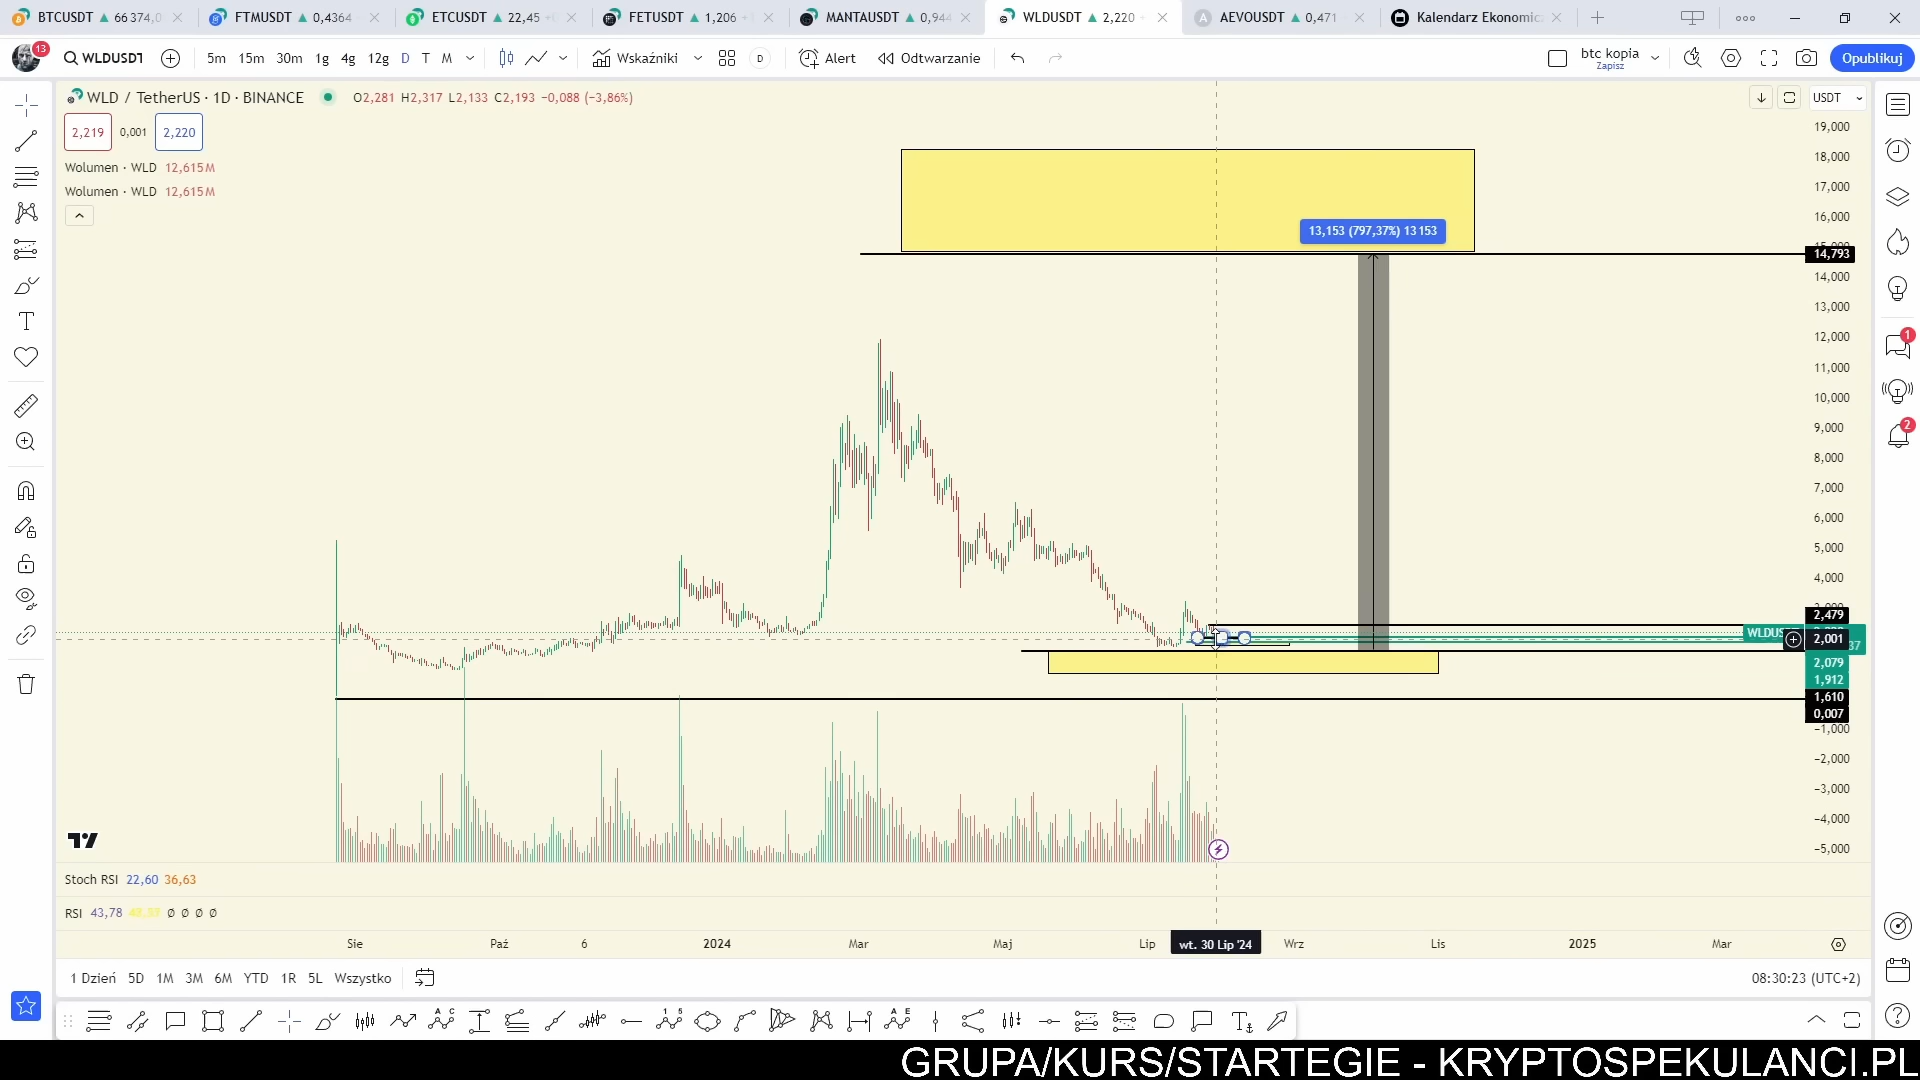 BTCUSDT ▲ 66 374,0
FTMUSDT ▲ 0,4364
ETCUSDT ▲ 22,45
FETUSDT ▲ 1,206
MANTAUSDT ▲ 0,944
WLDUSDT ▲ 2,220
AEVOUSDT ▲ 0,471
Kalendarz Ekonomic
13
WLDUSDT
5m 15m 30m 1g 4g 12g D T M
Wskaźniki
D
Alert
Odtwarzanie
btc kopia
Zapisz
Opublikuj
WLD / TetherUS · 1D · BINANCE
O2,281 H2,317 L2,133 C2,193 −0,088 (−3,86%)
USDT
2,219 0,001 2,220
Wolumen · WLD 12,615M
Wolumen · WLD 12,615M
13,153 (797,37%) 13 153
19,000
18,000
17,000
16,000
14,793
14,000
13,000
12,000
11,000
10,000
9,000
8,000
7,000
6,000
5,000
4,000
2,479
2,001
2,079
1,912
1,610
0,007
−1,000
−2,000
−3,000
−4,000
−5,000
1
2
Stoch RSI 22,60 36,63
RSI 43,78 Ø Ø Ø Ø
Sie Paź 6 2024 Mar Maj Lip wt. 30 Lip '24 Wrz Lis 2025 Mar
1 Dzień 5D 1M 3M 6M YTD 1R 5L Wszystko
08:30:23 (UTC+2)
GRUPA/KURS/STARTEGIE - KRYPTOSPEKULANCI.PL